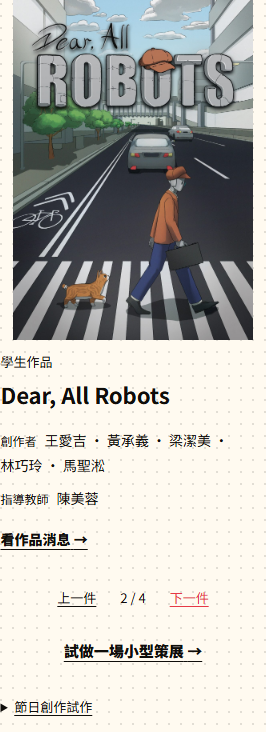 Dear, All
ROBOTS
學生作品
Dear, All Robots
創作者 王愛吉 ・ 黃承義 ・ 梁潔美 ・
林巧玲 ・ 馬聖淞
指導教師 陳美蓉
看作品消息 →
上一件 2 / 4 下一件
試做一場小型策展 →
▶ 節日創作試作